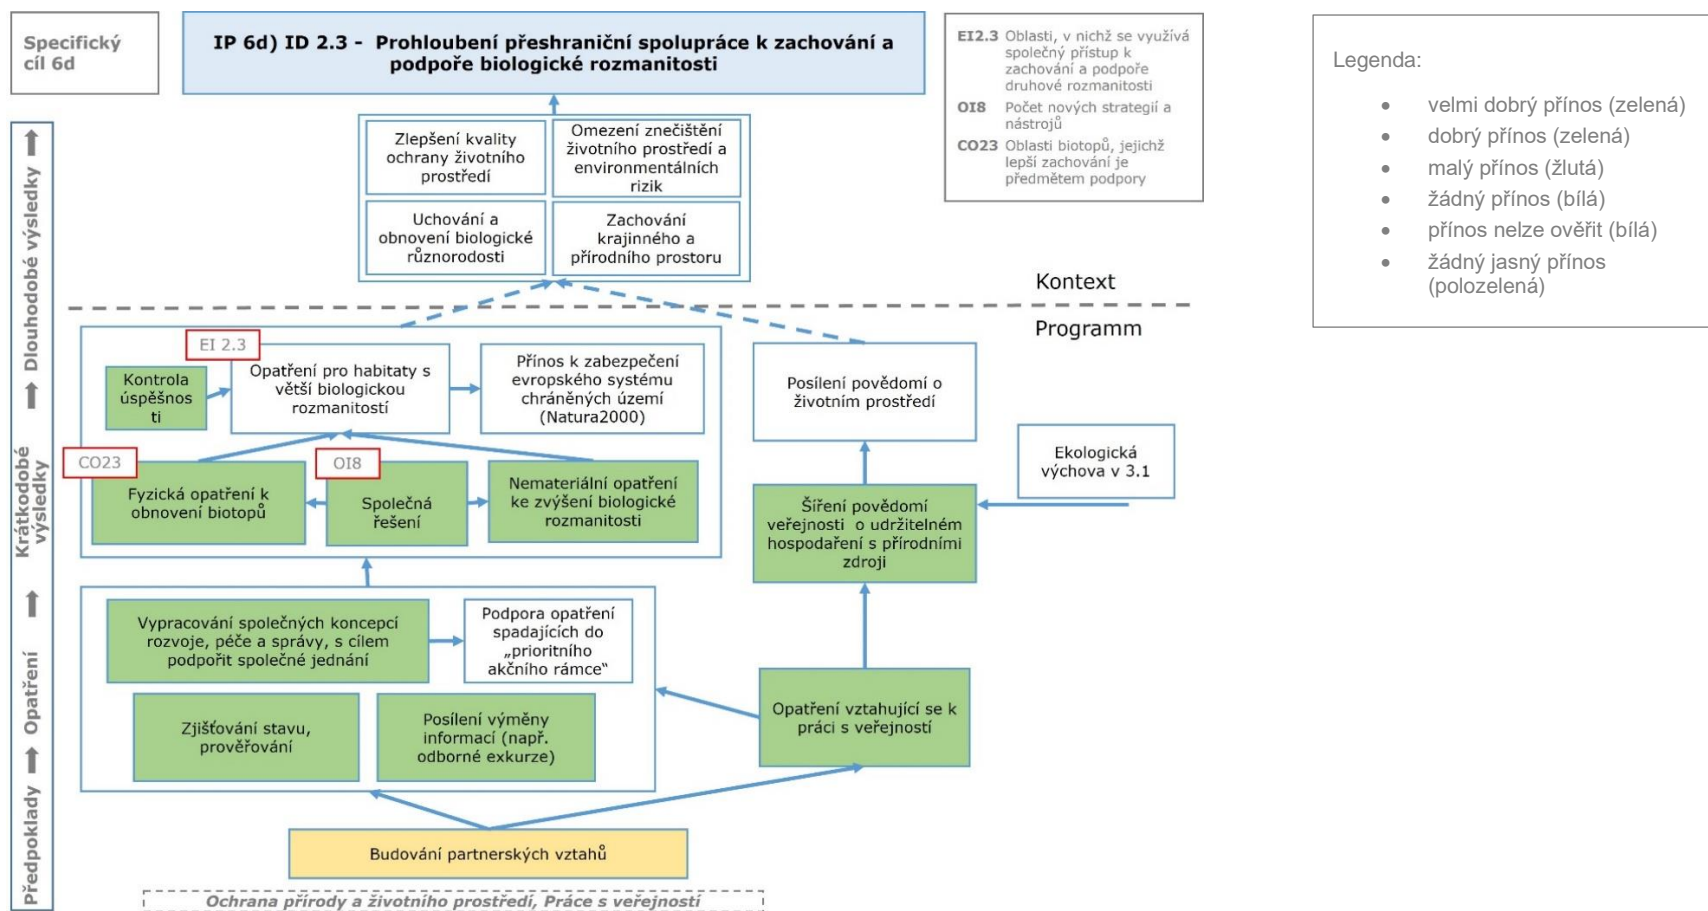 Specifický
cíl 6d
IP 6d) ID 2.3 - Prohloubení přeshraniční spolupráce k zachování a
podpoře biologické rozmanitosti
EI2.3 Oblasti, v nichž se využívá
společný přístup k
zachování a podpoře
druhové rozmanitosti
OI8 Počet nových strategií a
nástrojů
CO23 Oblasti biotopů, jejichž
lepší zachování je
předmětem podpory
Legenda:
• velmi dobrý přínos (zelená)
• dobrý přínos (zelená)
• malý přínos (žlutá)
• žádný přínos (bílá)
• přínos nelze ověřit (bílá)
• žádný jasný přínos
(polozelená)
Zlepšení kvality
ochrany životního
prostředí
Omezení znečištění
životního prostředí a
environmentálních
rizik
Uchování a
obnovení biologické
různorodosti
Zachování
krajinného a
přírodního prostoru
Kontext
Programm
Dlouhodobé výsledky
Krátkodobé
výsledky
Opatření
Předpoklady
EI 2.3
Kontrola
úspěšnos
ti
Opatření pro habitaty s
větší biologickou
rozmanitostí
Přínos k zabezpečení
evropského systému
chráněných území
(Natura2000)
Posílení povědomí o
životním prostředí
CO23
Fyzická opatření k
obnovení biotopů
OI8
Společná
řešení
Nemateriální opatření
ke zvýšení biologické
rozmanitosti
Ekologická
výchova v 3.1
Šíření povědomí
veřejnosti o udržitelném
hospodaření s přírodními
zdroji
Vypracování společných koncepcí
rozvoje, péče a správy, s cílem
podpořit společné jednání
Podpora opatření
spadajících do
„prioritního
akčního rámce“
Zjišťování stavu,
prověřování
Posílení výměny
informací (např.
odborné exkurze)
Opatření vztahující se k
práci s veřejností
Budování partnerských vztahů
Ochrana přírody a životního prostředí, Práce s veřejností